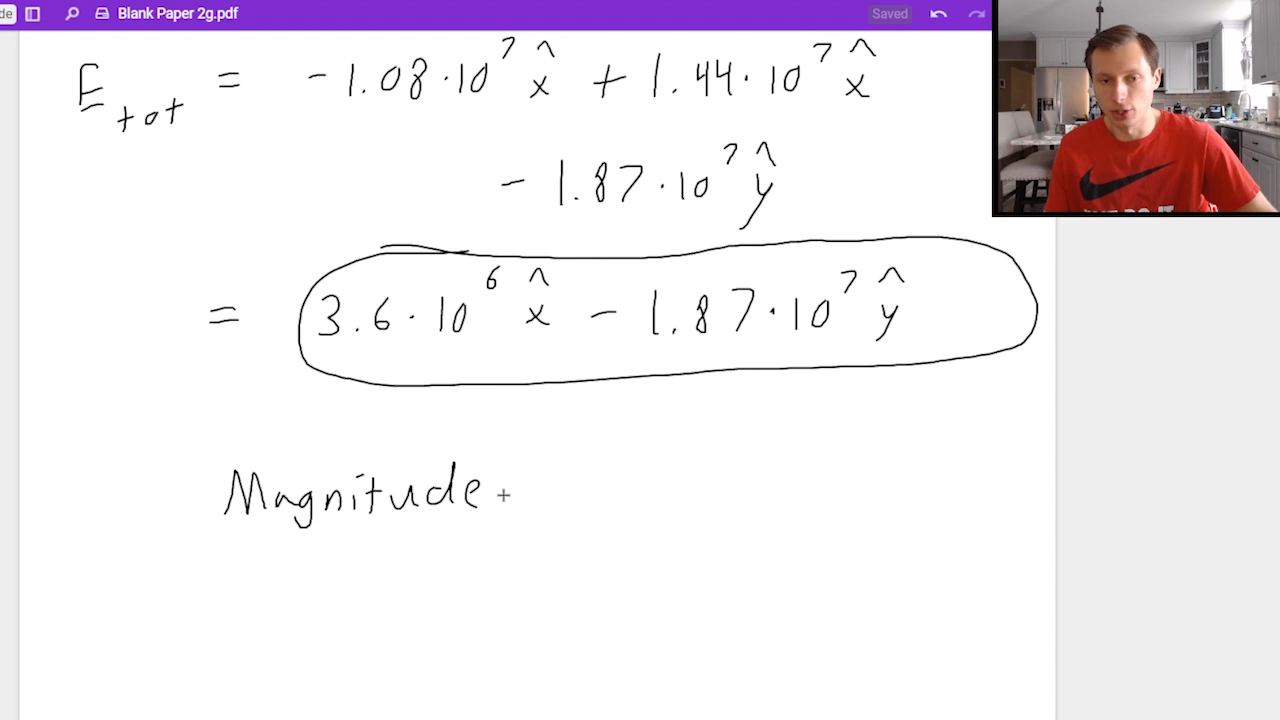 de
Blank Paper 2g.pdf
Saved
E_tot = -1.08·10^7 x̂ + 1.44·10^7 x̂
- 1.87·10^7 ŷ
= 3.6·10^6 x̂ - 1.87·10^7 ŷ
Magnitude